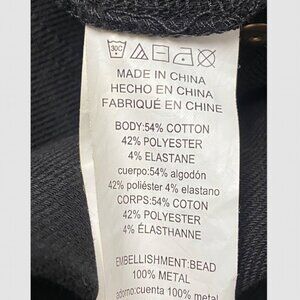 30C
MADE IN CHINA
HECHO EN CHINA
FABRIQUÉ EN CHINE
BODY:54% COTTON
42% POLYESTER
4% ELASTANE
cuerpo:54% algodón
42% poliéster 4% elastano
CORPS:54% COTON
42% POLYESTER
4% ÉLASTHANNE
EMBELLISHMENT:BEAD
100% METAL
adorno:cuenta 100% metal